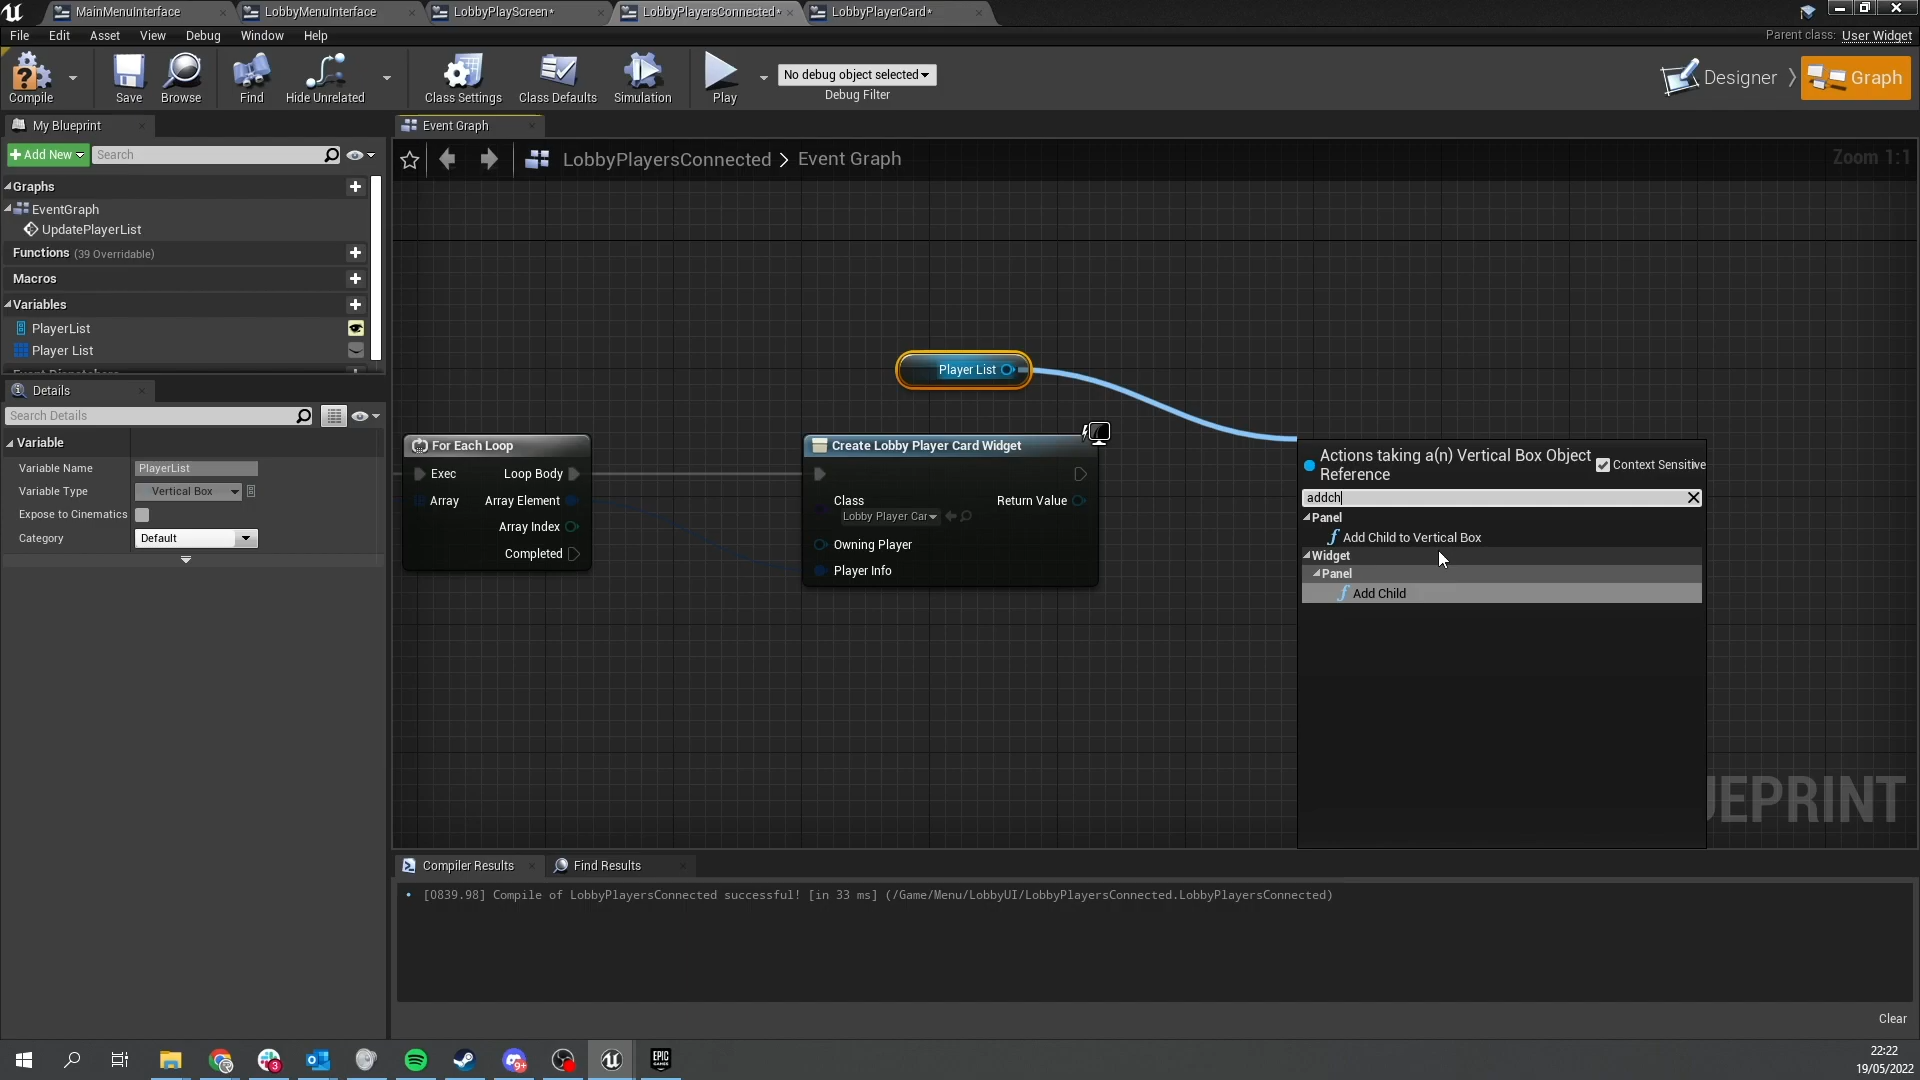 MainMenuInterface
LobbyMenuInterface
LobbyPlayScreen*
LobbyPlayersConnected*
LobbyPlayerCard*
File Edit Asset View Debug Window Help
Parent class: User Widget
Compile
Save
Browse
Find
Hide Unrelated
Class Settings
Class Defaults
Simulation
Play
No debug object selected
Debug Filter
Designer
Graph
My Blueprint
Event Graph
Add New
Search
LobbyPlayersConnected > Event Graph
Zoom 1:1
Graphs
EventGraph
UpdatePlayerList
Functions (39 Overridable)
Macros
Variables
PlayerList
Player List
Details
Search Details
Variable
Variable Name PlayerList
Variable Type Vertical Box
Expose to Cinematics
Category Default
Player List
For Each Loop
Exec Loop Body
Array Array Element
Array Index
Completed
Create Lobby Player Card Widget
Class Return Value
Lobby Player Car
Owning Player
Player Info
Actions taking a(n) Vertical Box Object
Reference
Context Sensitive
addch
Panel
Add Child to Vertical Box
Widget
Panel
Add Child
UEPRINT
Compiler Results
Find Results
[0839.98] Compile of LobbyPlayersConnected successful! [in 33 ms] (/Game/Menu/LobbyUI/LobbyPlayersConnected.LobbyPlayersConnected)
Clear
3
9+
EPIC
GAMES
22:22
19/05/2022